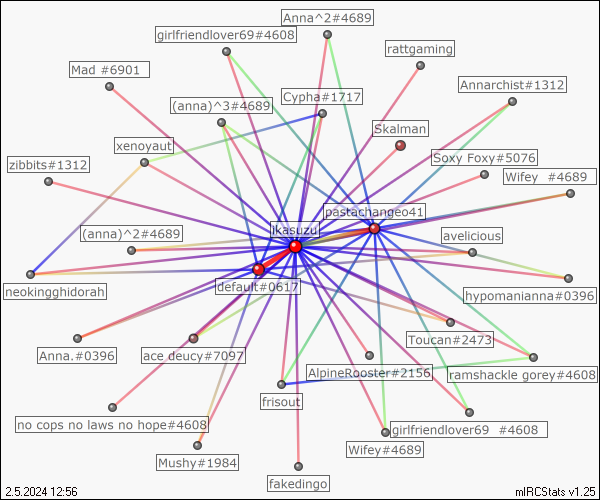 Anna^2#4689
girlfriendlover69#4608
rattgaming
Mad #6901
Annarchist#1312
Cypha#1717
(anna)^3#4689
Skalman
xenoyaut
Soxy Foxy#5076
zibbits#1312
Wifey #4689
pastachangeo41
ikasuzu
(anna)^2#4689
avelicious
default#0617
neokingghidorah
hypomanianna#0396
Toucan#2473
Anna.#0396
ace deucy#7097
AlpineRooster#2156
ramshackle gorey#4608
frisout
no cops no laws no hope#4608
girlfriendlover69 #4608
Wifey#4689
Mushy#1984
fakedingo
2.5.2024 12:56
mIRCStats v1.25